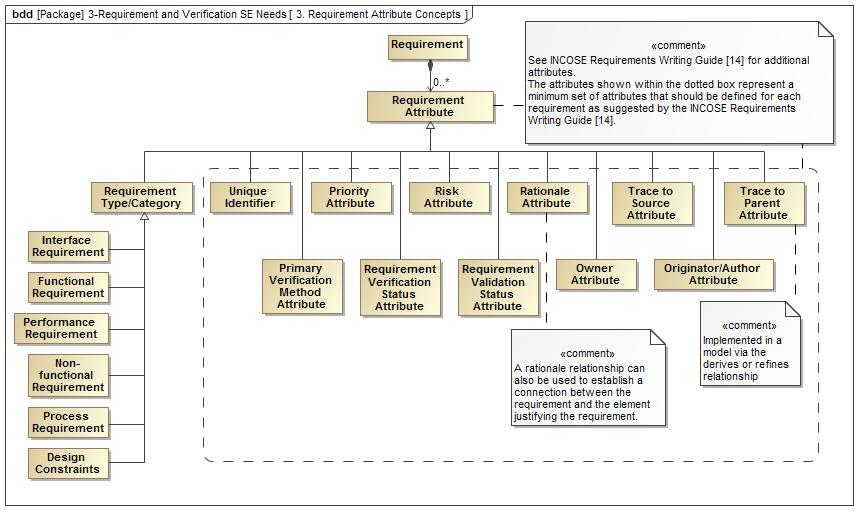 bdd [Package] 3-Requirement and Verification SE Needs [ 3. Requirement Attribute Concepts ]
Requirement
0..*
Requirement
Attribute
«comment»
See INCOSE Requirements Writing Guide [14] for additional
attributes.
The attributes shown within the dotted box represent a
minimum set of attributes that should be defined for each
requirement as suggested by the INCOSE Requirements
Writing Guide [14].
Requirement
Type/Category
Unique
Identifier
Priority
Attribute
Risk
Attribute
Rationale
Attribute
Trace to
Source
Attribute
Trace to
Parent
Attribute
Primary
Verification
Method
Attribute
Requirement
Verification
Status
Attribute
Requirement
Validation
Status
Attribute
Owner
Attribute
Originator/Author
Attribute
Interface
Requirement
Functional
Requirement
Performance
Requirement
Non-
functional
Requirement
Process
Requirement
Design
Constraints
«comment»
A rationale relationship can
also be used to establish a
connection between the
requirement and the element
justifying the requirement.
«comment»
Implemented in a
model via the
derives or refines
relationship